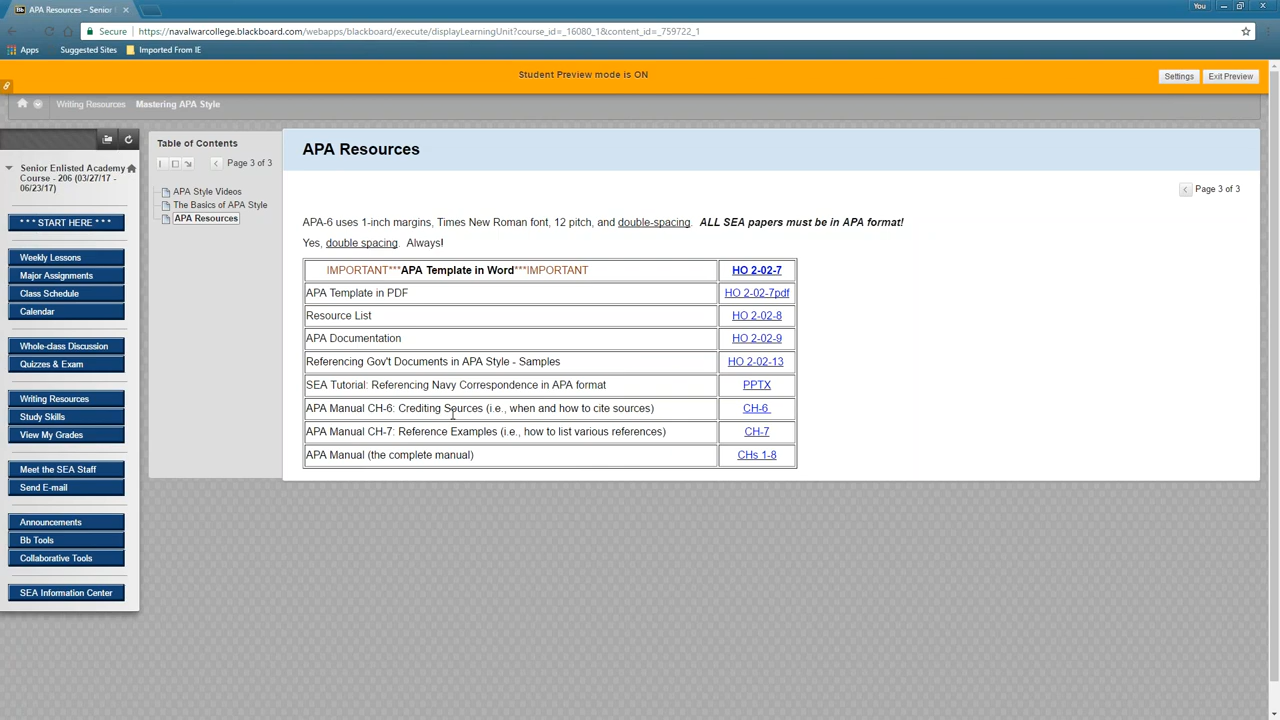 APA Resources – Senior
You
Secure | https://navalwarcollege.blackboard.com/webapps/blackboard/execute/displayLearningUnit?course_id=_16080_1&content_id=_759722_1
Apps Suggested Sites Imported From IE
Student Preview mode is ON
Settings Exit Preview
Writing Resources Mastering APA Style
Senior Enlisted Academy
Course - 206 (03/27/17 -
06/23/17)
* * * START HERE * * *
Weekly Lessons
Major Assignments
Class Schedule
Calendar
Whole-class Discussion
Quizzes & Exam
Writing Resources
Study Skills
View My Grades
Meet the SEA Staff
Send E-mail
Announcements
Bb Tools
Collaborative Tools
SEA Information Center
Table of Contents
Page 3 of 3
APA Style Videos
The Basics of APA Style
APA Resources
APA Resources
Page 3 of 3
APA-6 uses 1-inch margins, Times New Roman font, 12 pitch, and double-spacing. ALL SEA papers must be in APA format!
Yes, double spacing. Always!
IMPORTANT***APA Template in Word***IMPORTANT HO 2-02-7
APA Template in PDF HO 2-02-7pdf
Resource List HO 2-02-8
APA Documentation HO 2-02-9
Referencing Gov't Documents in APA Style - Samples HO 2-02-13
SEA Tutorial: Referencing Navy Correspondence in APA format PPTX
APA Manual CH-6: Crediting Sources (i.e., when and how to cite sources) CH-6
APA Manual CH-7: Reference Examples (i.e., how to list various references) CH-7
APA Manual (the complete manual) CHs 1-8